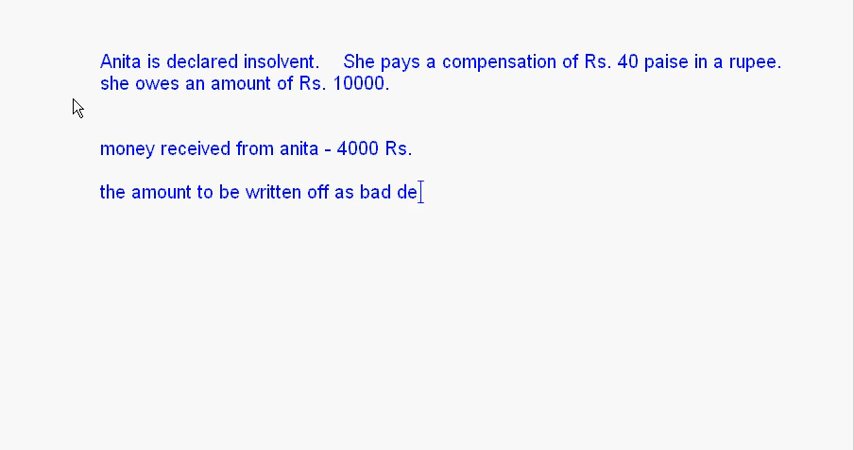 Anita is declared insolvent. She pays a compensation of Rs. 40 paise in a rupee.
she owes an amount of Rs. 10000.
money received from anita - 4000 Rs.
the amount to be written off as bad de